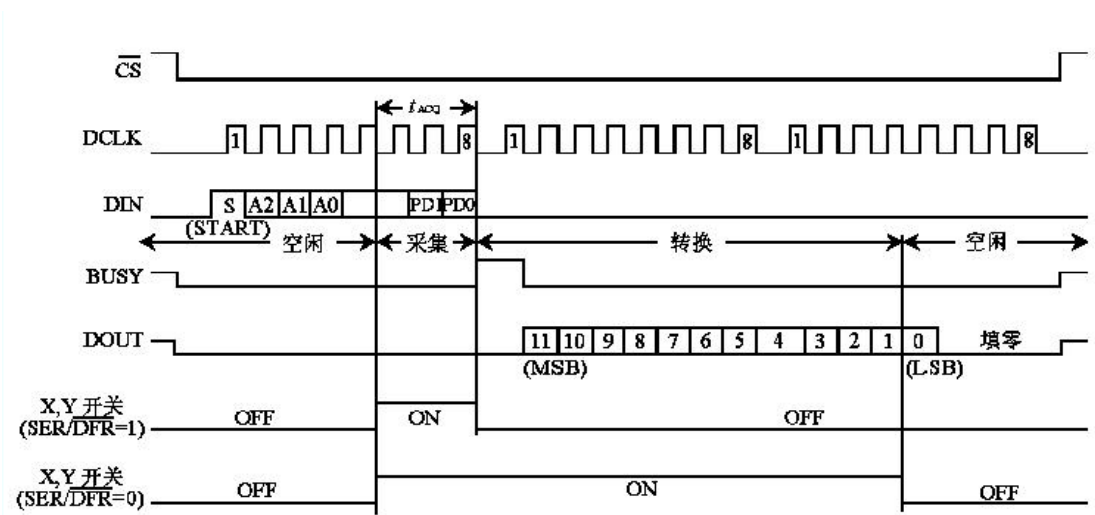 CS
t ACQ
DCLK 1 8 1 8 1 8
DIN S A2 A1 A0 PD1 PD0
(START)
空闲 采集 转换 空闲
BUSY
DOUT 11 10 9 8 7 6 5 4 3 2 1 0 填零
(MSB) (LSB)
X,Y 开关
(SER/DFR=1) OFF ON OFF
X,Y 开关
(SER/DFR=0) OFF ON OFF